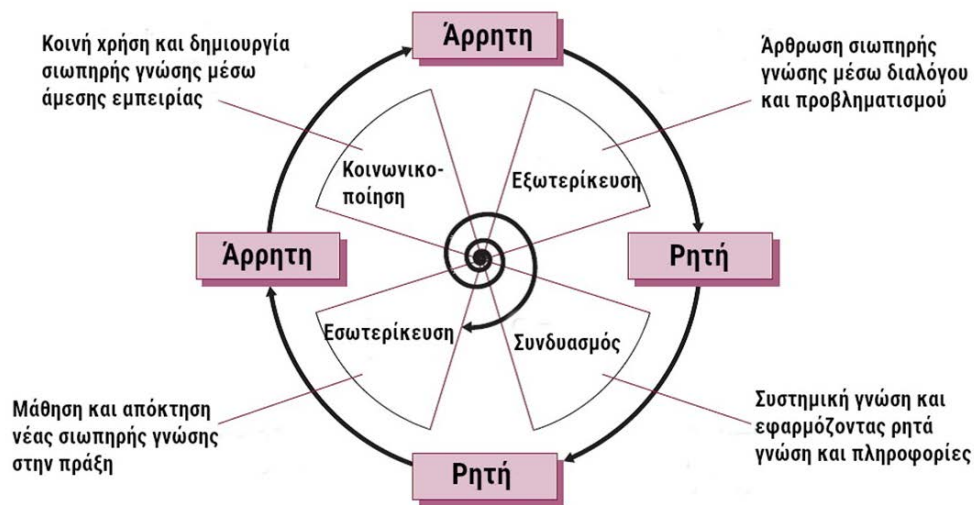 Άρρητη
Κοινή χρήση και δημιουργία
σιωπηρής γνώσης μέσω
άμεσης εμπειρίας
Άρθρωση σιωπηρής
γνώσης μέσω διαλόγου
και προβληματισμού
Κοινωνικο-
ποίηση
Εξωτερίκευση
Άρρητη
Ρητή
Εσωτερίκευση
Συνδυασμός
Μάθηση και απόκτηση
νέας σιωπηρής γνώσης
στην πράξη
Συστημική γνώση και
εφαρμόζοντας ρητά
γνώση και πληροφορίες
Ρητή